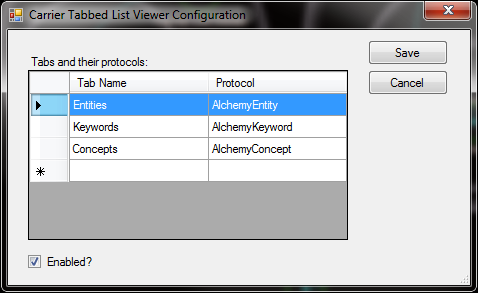 Carrier Tabbed List Viewer Configuration
Tabs and their protocols:
Save
Tab Name Protocol
Cancel
Entities AlchemyEntity
Keywords AlchemyKeyword
Concepts AlchemyConcept
Enabled?